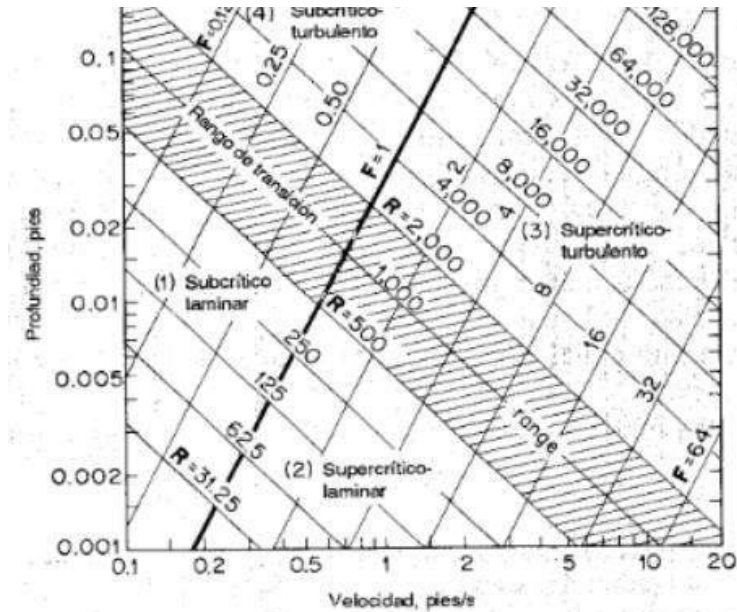 F=0.12
(4) Subcrítico-
turbulento
0.25
0.50
128,000
64,000
32,000
16,000
8,000
4,000
2
4
F=1
R=2,000
1,000
R=500
Rango de transición
(3) Supercrítico-
turbulento
(1) Subcrítico
laminar
8
16
32
F=64
250
125
62.5
R=31.25
(2) Supercrítico-
laminar
range
Profundiad, pies
0.1
0.05
0.02
0.01
0.005
0.002
0.001
0.1
0.2
0.5
1
2
5
10
20
Velocidad, pies/s